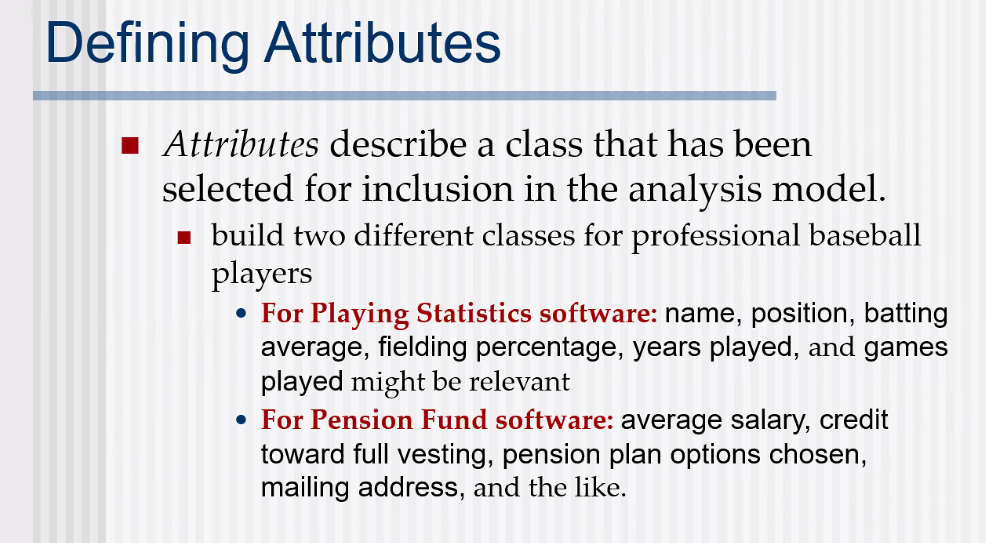 Defining Attributes
Attributes describe a class that has been
selected for inclusion in the analysis model.
build two different classes for professional baseball
players
For Playing Statistics software: name, position, batting
average, fielding percentage, years played, and games
played might be relevant
For Pension Fund software: average salary, credit
toward full vesting, pension plan options chosen,
mailing address, and the like.